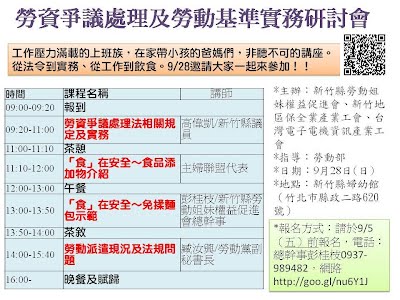 勞資爭議處理及勞動基準實務研討會
工作壓力滿載的上班族，在家帶小孩的爸媽們，非聽不可的講座。
從法令到實務、從工作到飲食。9/28邀請大家一起來參加！！
時間 課程名稱 講師
09:00-09:20 報到
09:20-11:00 勞資爭議處理法相關規定及實務 高偉凱/新竹縣議員
11:00-11:10 茶憩
11:10-12:00 「食」在安全～食品添加物介紹 主婦聯盟代表
12:00-13:00 午餐
13:00-13:50 「食」在安全～免揉麵包示範 彭桂枝/新竹縣勞動姐妹權益促進會總幹事
13:50-14:00 茶敘
14:00-15:40 勞動派遣現況及法規問題 臧汝興/勞動黨副秘書長
16:00- 晚餐及賦歸
*主辦：新竹縣勞動姐
妹權益促進會、新竹地
區保全業產業工會、台
灣電子電機資訊產業工
會
*指導：勞動部
*日期：9月28日(日)
*地點：新竹縣婦幼館
（竹北市縣政二路620
號）
*報名方式：請於9/5
〔五〕前報名，電話：
總幹事彭桂枝0937-
989482，網路
http://goo.gl/nu6Y1J